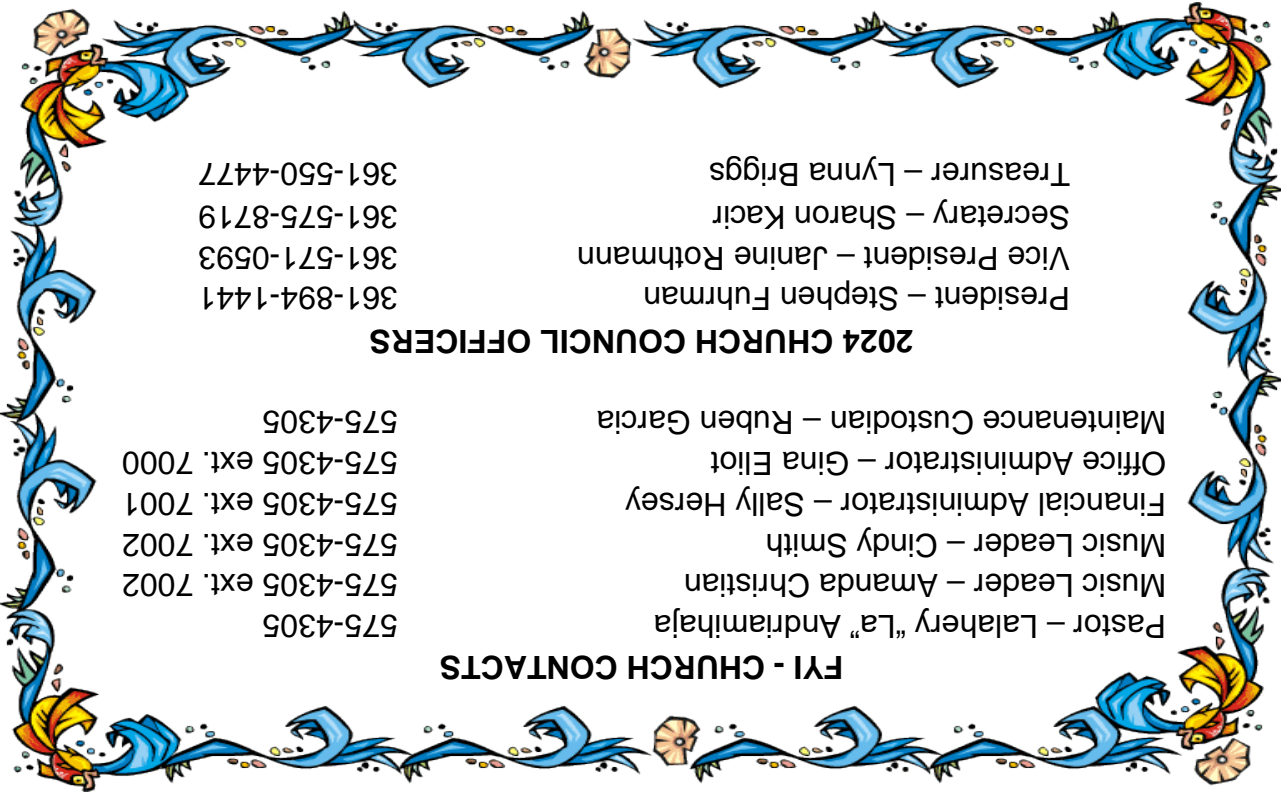 FYI - CHURCH CONTACTS
Pastor – Lalahery “La” Andriamihaja 575-4305
Music Leader – Amanda Christian 575-4305 ext. 7002
Music Leader – Cindy Smith 575-4305 ext. 7002
Financial Administrator – Sally Hersey 575-4305 ext. 7001
Office Administrator – Gina Eliot 575-4305 ext. 7000
Maintenance Custodian – Ruben Garcia 575-4305
2024 CHURCH COUNCIL OFFICERS
President – Stephen Fuhrman 361-894-1441
Vice President – Janine Rothmann 361-571-0593
Secretary – Sharon Kacir 361-575-8719
Treasurer – Lynna Briggs 361-550-4477